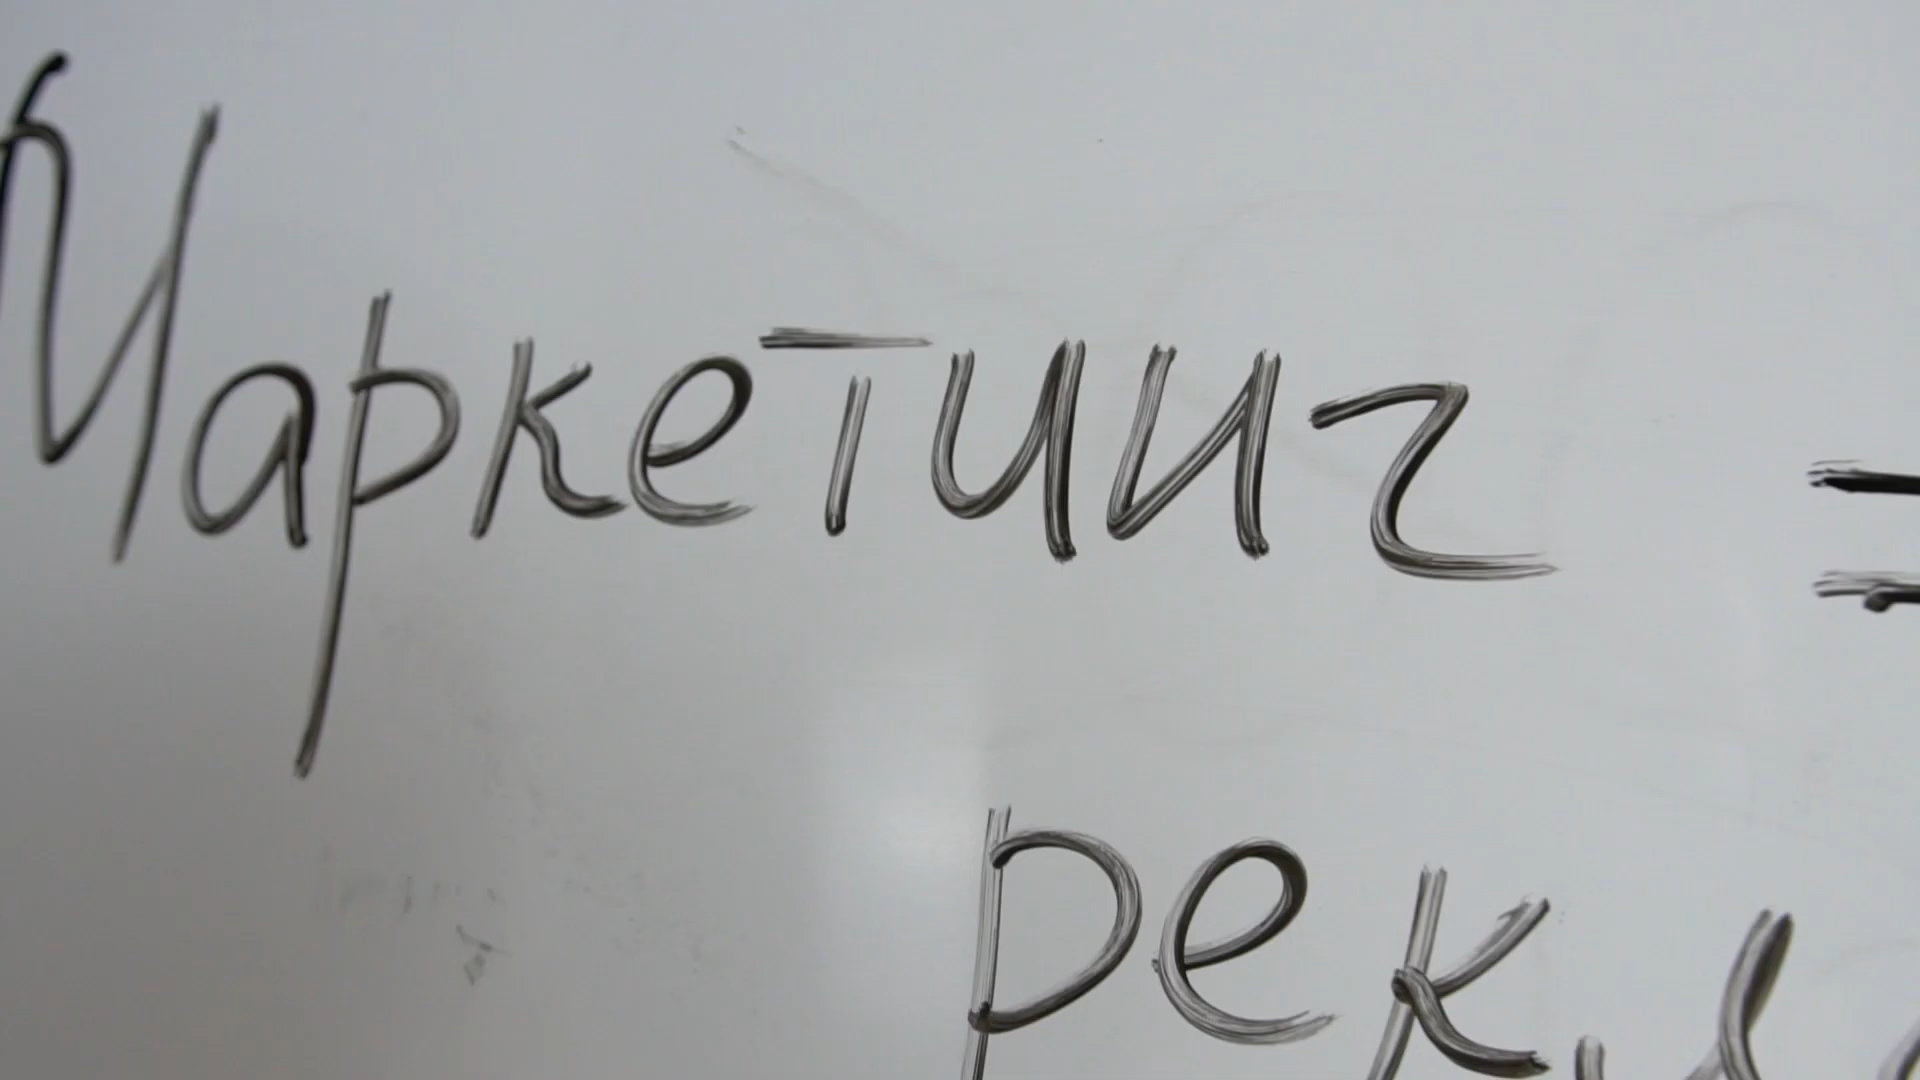 Маркетинг =
рекл